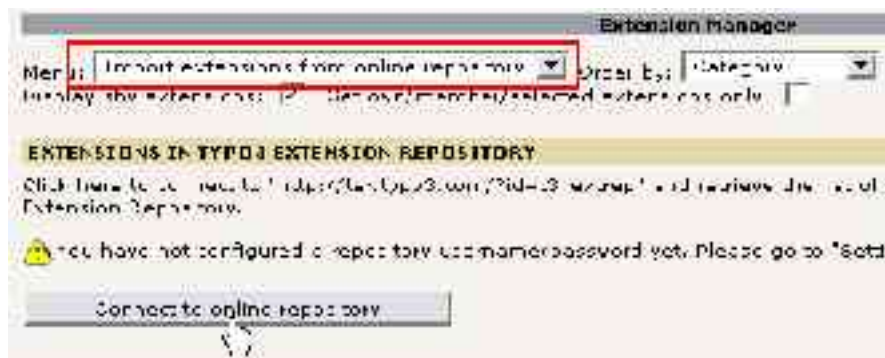 Extension Manager
Menu: Import extensions from online repository Order by: Category
Display shy extensions: Get own/member/selected extensions only
EXTENSIONS IN TYPO3 EXTENSION REPOSITORY
Click here to connect to and retrieve the list of
Extension Repository.
You have not configured a repository username/password yet. Please go to "Setti
Connect to online repository